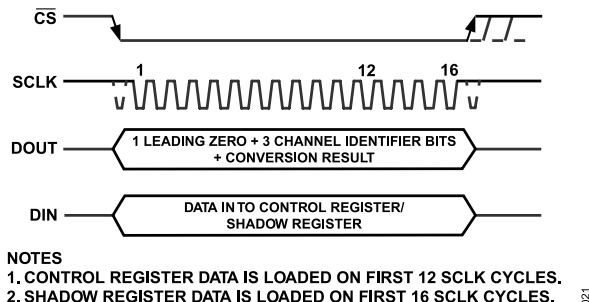 CS
SCLK
1
12
16
DOUT
1 LEADING ZERO + 3 CHANNEL IDENTIFIER BITS
+ CONVERSION RESULT
DIN
DATA IN TO CONTROL REGISTER/
SHADOW REGISTER
NOTES
1. CONTROL REGISTER DATA IS LOADED ON FIRST 12 SCLK CYCLES.
2. SHADOW REGISTER DATA IS LOADED ON FIRST 16 SCLK CYCLES.
021